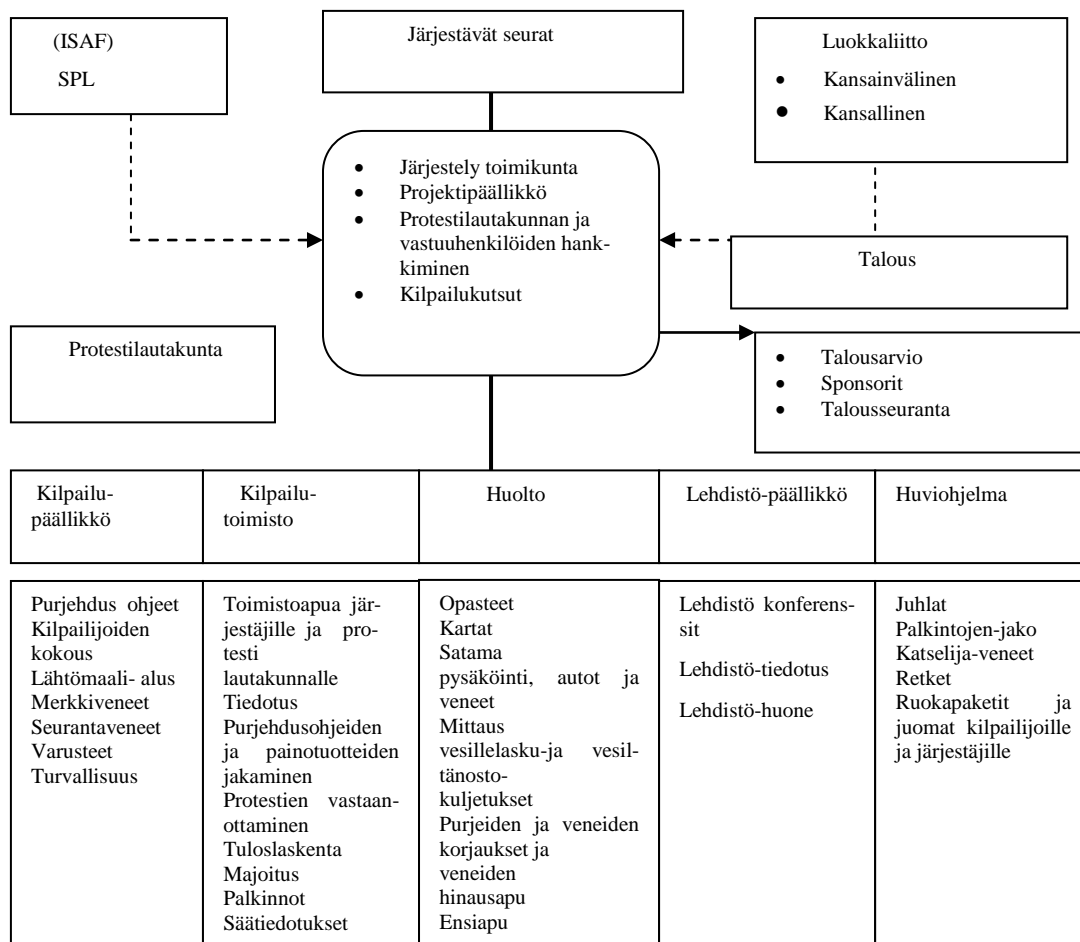 (ISAF)
SPL
Järjestävät seurat
Luokkaliitto
• Kansainvälinen
• Kansallinen
• Järjestely toimikunta
• Projektipäällikkö
• Protestilautakunnan ja
vastuuhenkilöiden hank-
kiminen
• Kilpailukutsut
Talous
Protestilautakunta
• Talousarvio
• Sponsorit
• Talousseuranta
Kilpailu-
päällikkö
Kilpailu-
toimisto
Huolto
Lehdistö-päällikkö
Huviohjelma
Purjehdus ohjeet
Kilpailijoiden
kokous
Lähtömaali- alus
Merkkiveneet
Seurantaveneet
Varusteet
Turvallisuus
Toimistoapua jär-
jestäjille ja pro-
testi
lautakunnalle
Tiedotus
Purjehdusohjeiden
ja painotuotteiden
jakaminen
Protestien vastaan-
ottaminen
Tuloslaskenta
Majoitus
Palkinnot
Säätiedotukset
Opasteet
Kartat
Satama
pysäköinti, autot ja
veneet
Mittaus
vesillelasku-ja vesil-
tänosto-
kuljetukset
Purjeiden ja veneiden
korjaukset ja
veneiden
hinausapu
Ensiapu
Lehdistö konferens-
sit
Lehdistö-tiedotus
Lehdistö-huone
Juhlat
Palkintojen-jako
Katselija-veneet
Retket
Ruokapaketit ja
juomat kilpailijoille
ja järjestäjille